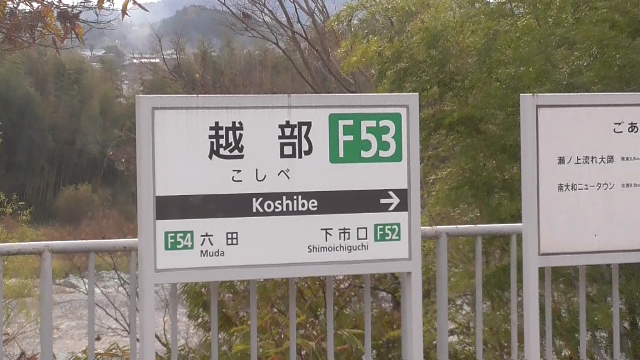 越部 F53
こしべ
Koshibe →
F54 六田
Muda
下市口 F52
Shimoichiguchi
ごあ
瀬ノ上流れ大師
南大和ニュータウン